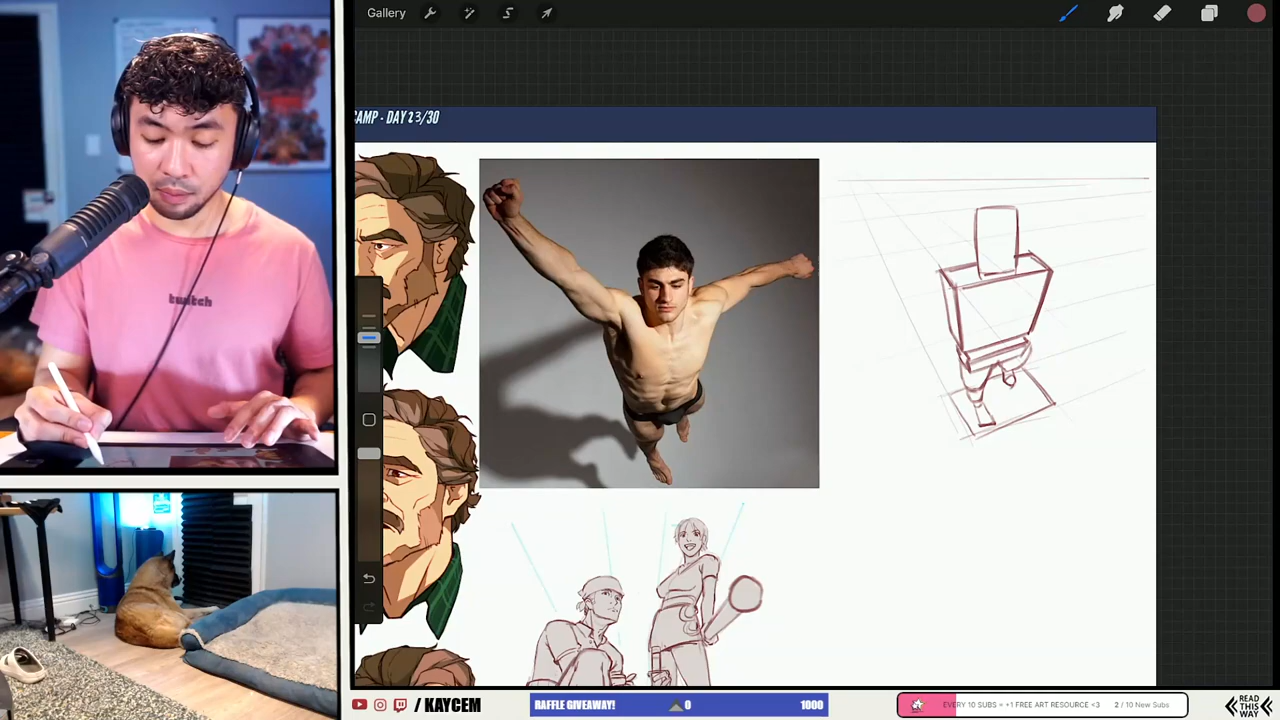 Gallery
CAMP - DAY 23/30
twitch
/ KAYCEM
RAFFLE GIVEAWAY!
0
1000
EVERY 10 SUBS = +1 FREE ART RESOURCE <3
2 / 10 New Subs
READ
THIS
WAY